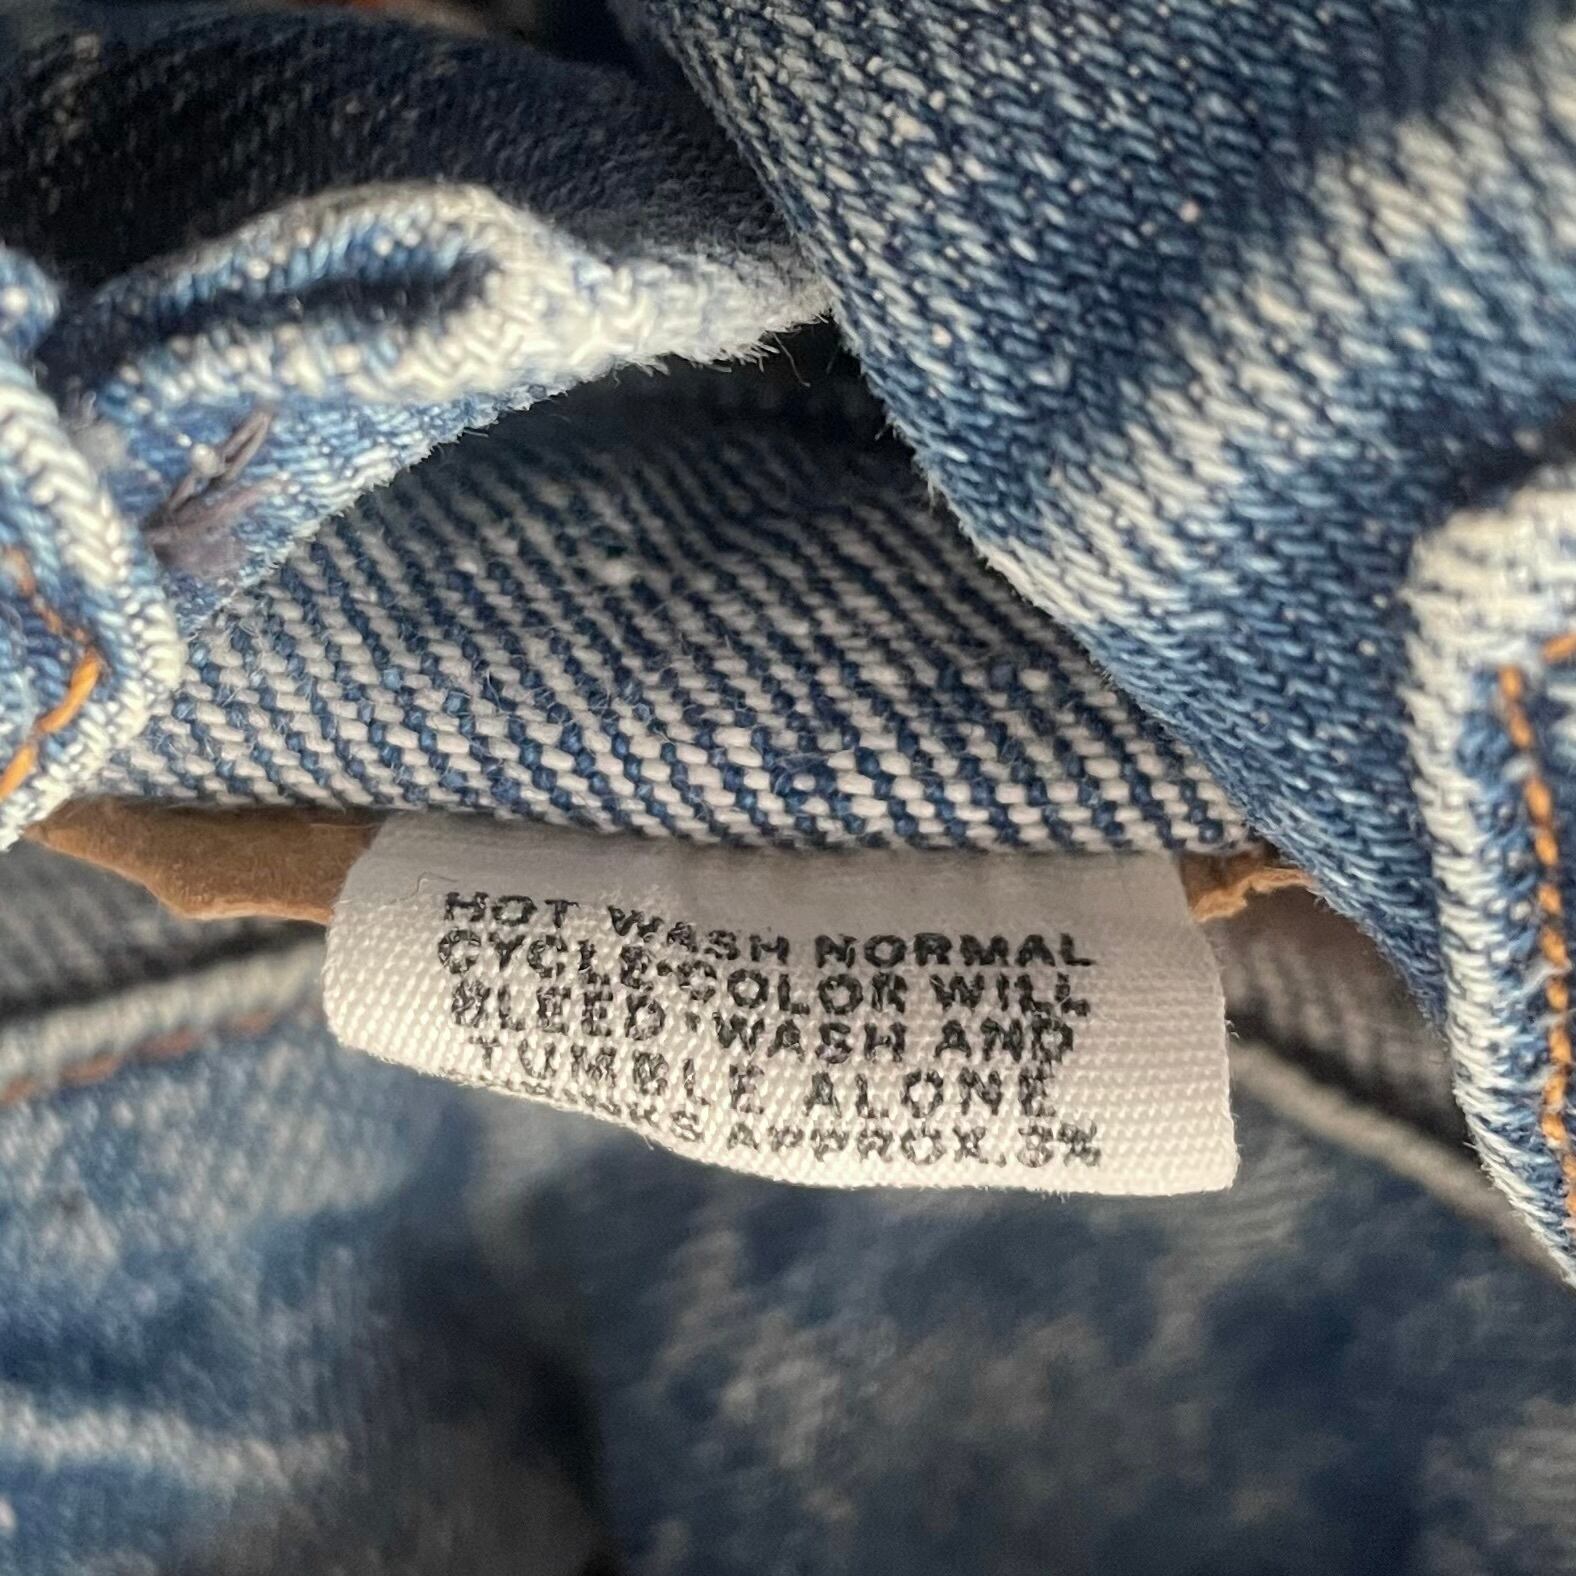 HOT WASH NORMAL
CYCLE•COLOR WILL
BLEED•WASH AND
TUMBLE ALONE
APPROX. 3%